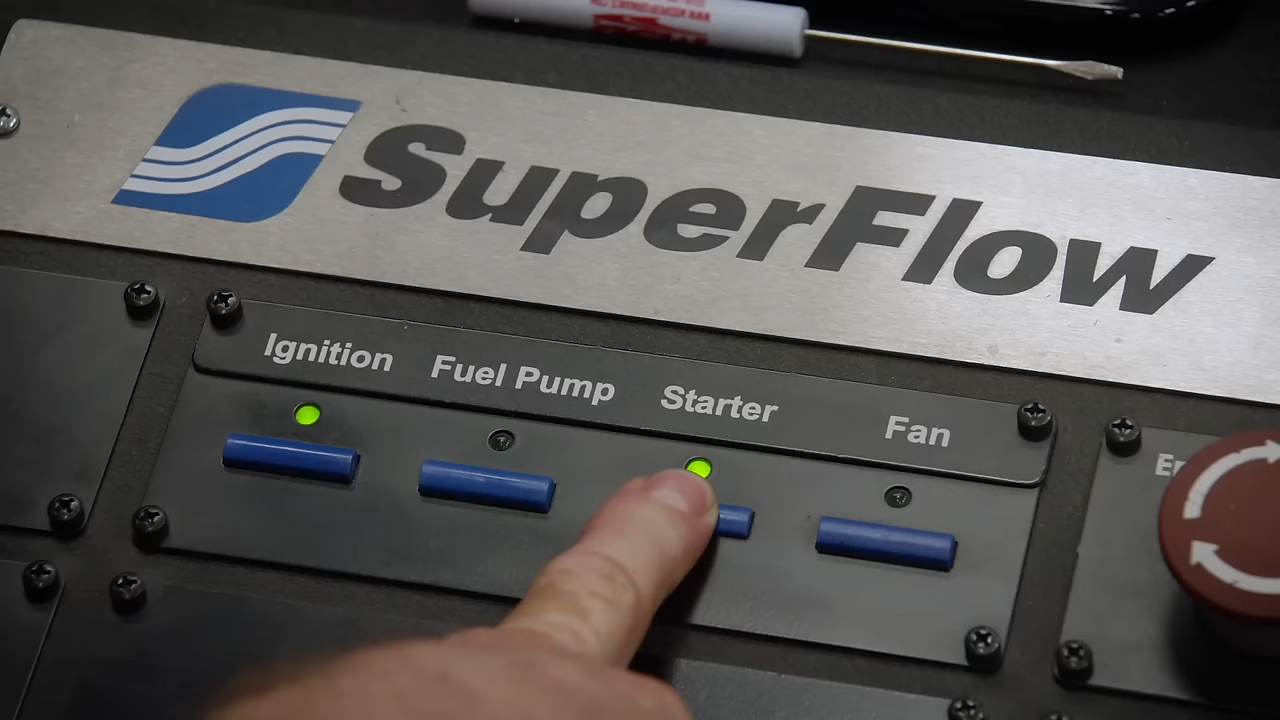 SuperFlow
Ignition
Fuel Pump
Starter
Fan